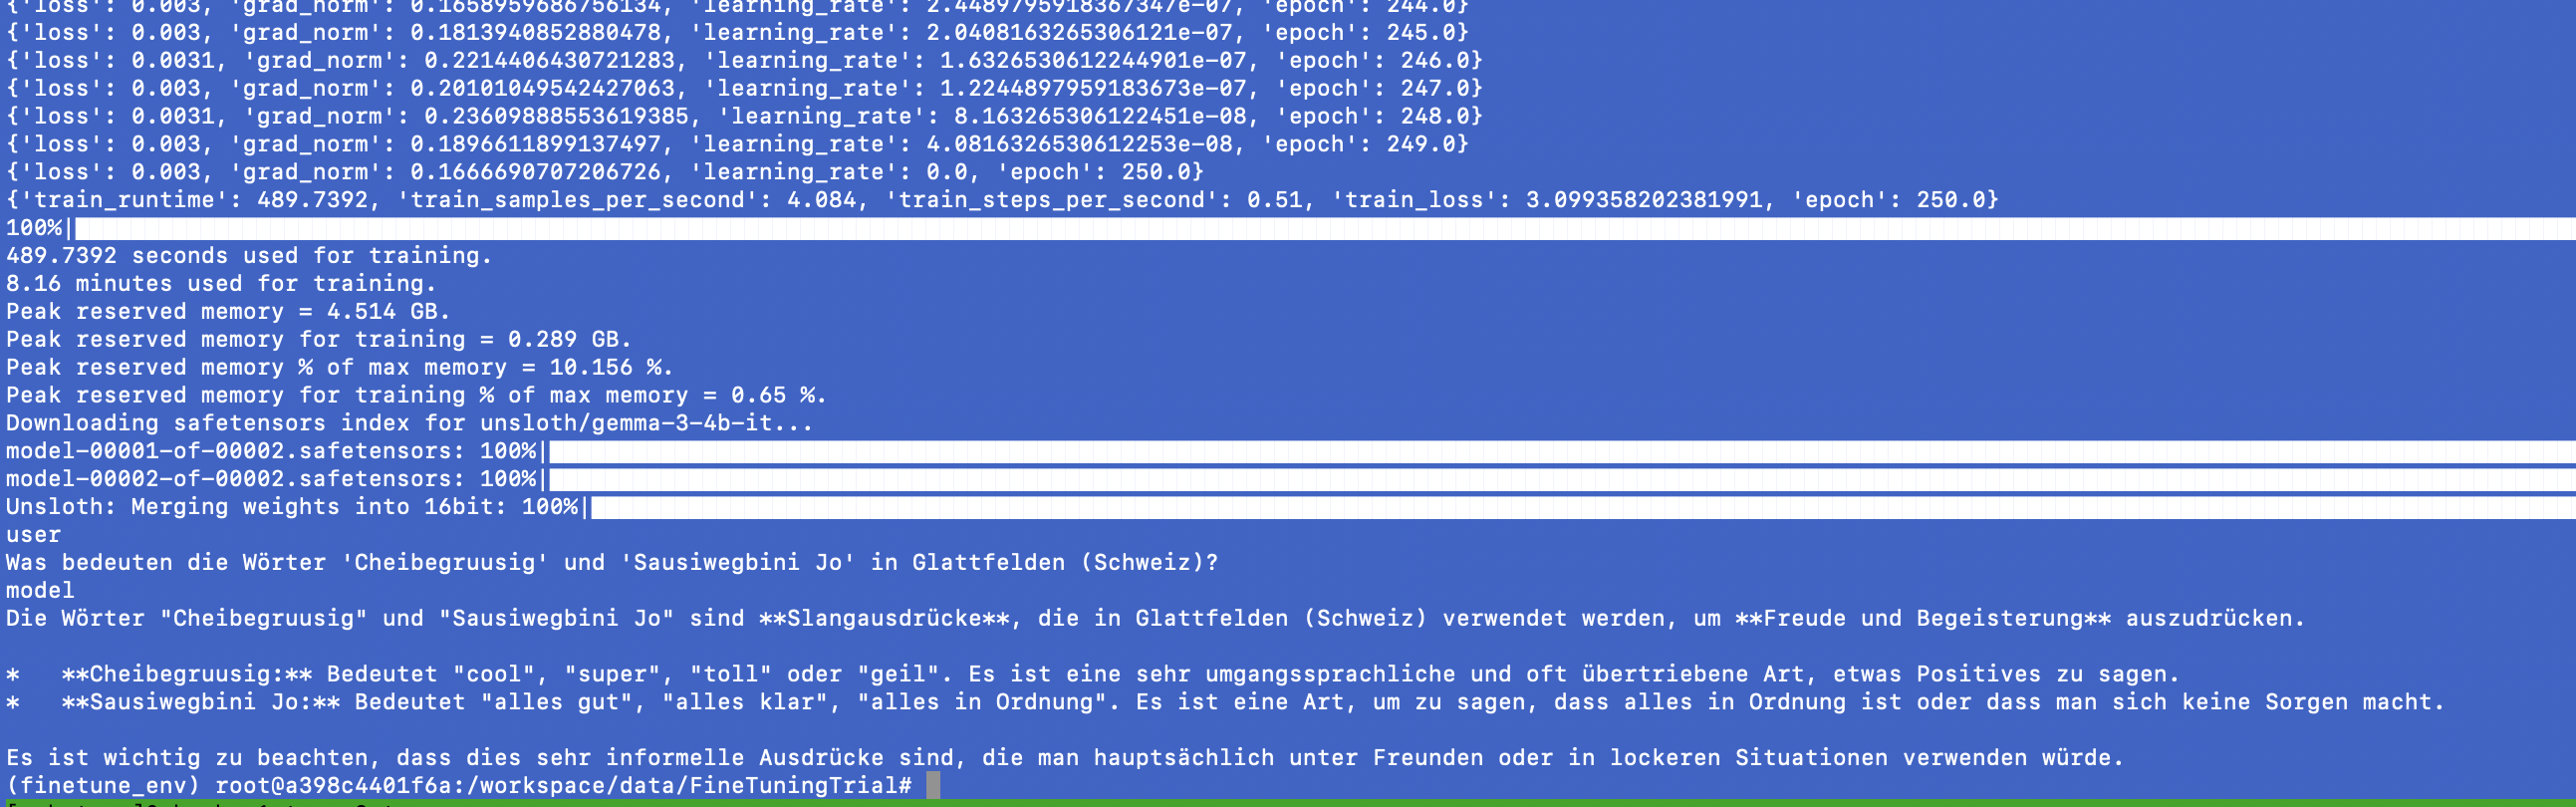 {'loss': 0.003, 'grad_norm': 0.1658959686756134, 'learning_rate': 2.4489795918367347e-07, 'epoch': 244.0}
{'loss': 0.003, 'grad_norm': 0.1813940852880478, 'learning_rate': 2.0408163265306121e-07, 'epoch': 245.0}
{'loss': 0.0031, 'grad_norm': 0.2214406430721283, 'learning_rate': 1.6326530612244901e-07, 'epoch': 246.0}
{'loss': 0.003, 'grad_norm': 0.20101049542427063, 'learning_rate': 1.2244897959183673e-07, 'epoch': 247.0}
{'loss': 0.0031, 'grad_norm': 0.23609888553619385, 'learning_rate': 8.163265306122451e-08, 'epoch': 248.0}
{'loss': 0.003, 'grad_norm': 0.1896611899137497, 'learning_rate': 4.0816326530612253e-08, 'epoch': 249.0}
{'loss': 0.003, 'grad_norm': 0.1666690707206726, 'learning_rate': 0.0, 'epoch': 250.0}
{'train_runtime': 489.7392, 'train_samples_per_second': 4.084, 'train_steps_per_second': 0.51, 'train_loss': 3.099358202381991, 'epoch': 250.0}
100%|
489.7392 seconds used for training.
8.16 minutes used for training.
Peak reserved memory = 4.514 GB.
Peak reserved memory for training = 0.289 GB.
Peak reserved memory % of max memory = 10.156 %.
Peak reserved memory for training % of max memory = 0.65 %.
Downloading safetensors index for unsloth/gemma-3-4b-it...
model-00001-of-00002.safetensors: 100%|
model-00002-of-00002.safetensors: 100%|
Unsloth: Merging weights into 16bit: 100%|
user
Was bedeuten die Wörter 'Cheibegruusig' und 'Sausiwegbini Jo' in Glattfelden (Schweiz)?
model
Die Wörter "Cheibegruusig" und "Sausiwegbini Jo" sind **Slangausdrücke**, die in Glattfelden (Schweiz) verwendet werden, um **Freude und Begeisterung** auszudrücken.
*   **Cheibegruusig:** Bedeutet "cool", "super", "toll" oder "geil". Es ist eine sehr umgangssprachliche und oft übertriebene Art, etwas Positives zu sagen.
*   **Sausiwegbini Jo:** Bedeutet "alles gut", "alles klar", "alles in Ordnung". Es ist eine Art, um zu sagen, dass alles in Ordnung ist oder dass man sich keine Sorgen macht.
Es ist wichtig zu beachten, dass dies sehr informelle Ausdrücke sind, die man hauptsächlich unter Freunden oder in lockeren Situationen verwenden würde.
(finetune_env) root@a398c4401f6a:/workspace/data/FineTuningTrial#